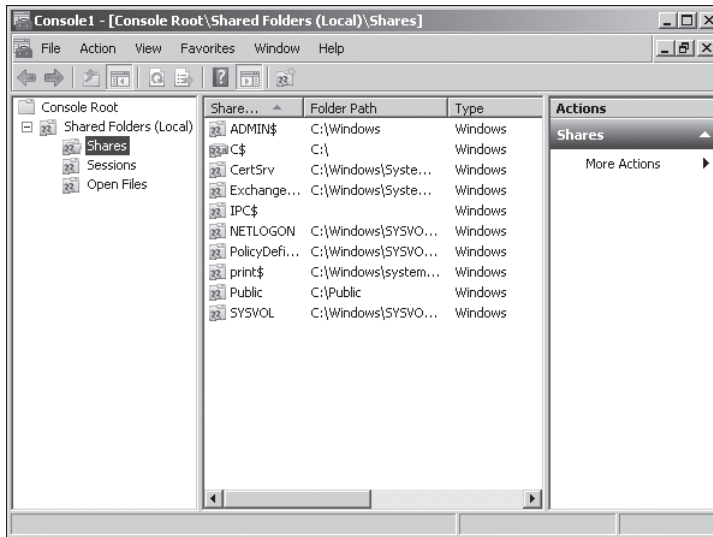 Console1 - [Console Root\Shared Folders (Local)\Shares]
File Action View Favorites Window Help
Console Root
Shared Folders (Local)
Shares
Sessions
Open Files
Share... Folder Path Type
ADMIN$ C:\Windows Windows
C$ C:\ Windows
CertSrv C:\Windows\Syste... Windows
Exchange... C:\Windows\Syste... Windows
IPC$ Windows
NETLOGON C:\Windows\SYSVO... Windows
PolicyDefi... C:\Windows\SYSVO... Windows
print$ C:\Windows\system... Windows
Public C:\Public Windows
SYSVOL C:\Windows\SYSVO... Windows
Actions
Shares
More Actions